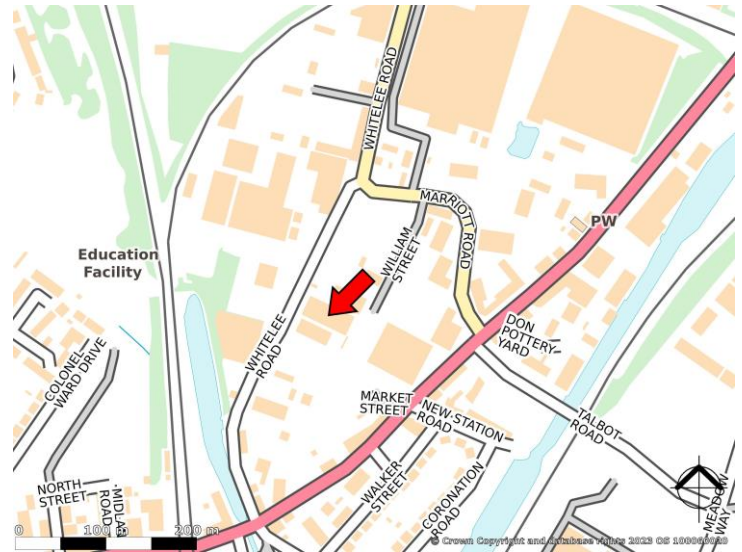 WHITELEE ROAD
MARRIOTT ROAD
PW
WILLIAM
STREET
Education
Facility
DON
POTTERY
YARD
WHITELEE
ROAD
COLONEL
WARD DRIVE
MARKET
STREET
NEW STATION
ROAD
TALBOT
ROAD
WALKER
STREET
CORONATION
ROAD
NORTH
STREET
ROAD
MEADOW
WAY
0 100 m 200 m
© Crown Copyright and database rights 2023 OS